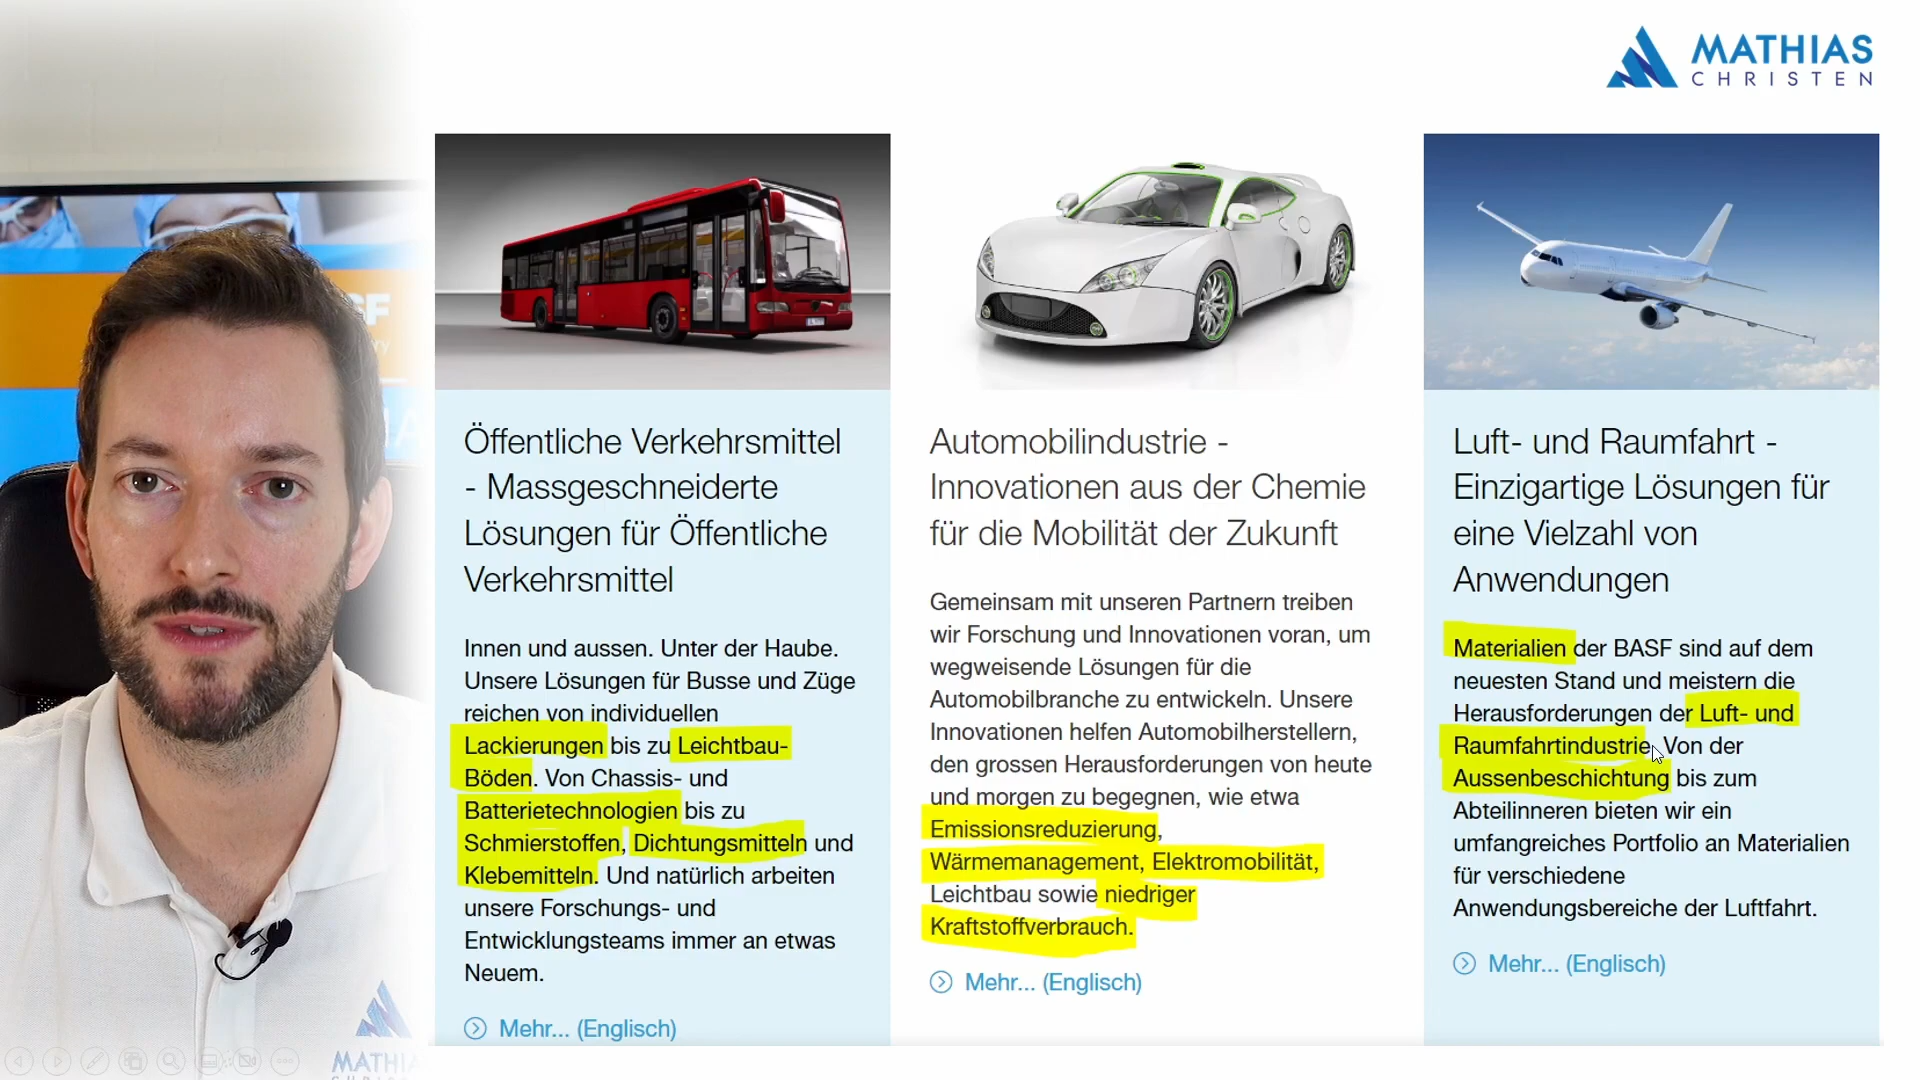 MATHIAS
CHRISTEN
Öffentliche Verkehrsmittel
- Massgeschneiderte
Lösungen für Öffentliche
Verkehrsmittel
Innen und aussen. Unter der Haube.
Unsere Lösungen für Busse und Züge
reichen von individuellen
Lackierungen bis zu Leichtbau-
Böden. Von Chassis- und
Batterietechnologien bis zu
Schmierstoffen, Dichtungsmitteln und
Klebemitteln. Und natürlich arbeiten
unsere Forschungs- und
Entwicklungsteams immer an etwas
Neuem.
Mehr... (Englisch)
Automobilindustrie -
Innovationen aus der Chemie
für die Mobilität der Zukunft
Gemeinsam mit unseren Partnern treiben
wir Forschung und Innovationen voran, um
wegweisende Lösungen für die
Automobilbranche zu entwickeln. Unsere
Innovationen helfen Automobilherstellern,
den grossen Herausforderungen von heute
und morgen zu begegnen, wie etwa
Emissionsreduzierung,
Wärmemanagement, Elektromobilität,
Leichtbau sowie niedriger
Kraftstoffverbrauch.
Mehr... (Englisch)
Luft- und Raumfahrt -
Einzigartige Lösungen für
eine Vielzahl von
Anwendungen
Materialien der BASF sind auf dem
neuesten Stand und meistern die
Herausforderungen der Luft- und
Raumfahrtindustrie. Von der
Aussenbeschichtung bis zum
Abteilinneren bieten wir ein
umfangreiches Portfolio an Materialien
für verschiedene
Anwendungsbereiche der Luftfahrt.
Mehr... (Englisch)